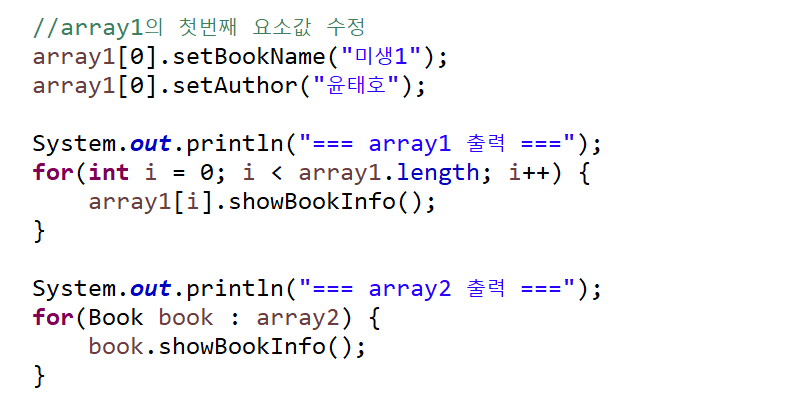 //array1의 첫번째 요소값 수정
array1[0].setBookName("미생1");
array1[0].setAuthor("윤태호");
System.out.println("=== array1 출력 ===");
for(int i = 0; i < array1.length; i++) {
    array1[i].showBookInfo();
}
System.out.println("=== array2 출력 ===");
for(Book book : array2) {
    book.showBookInfo();
}